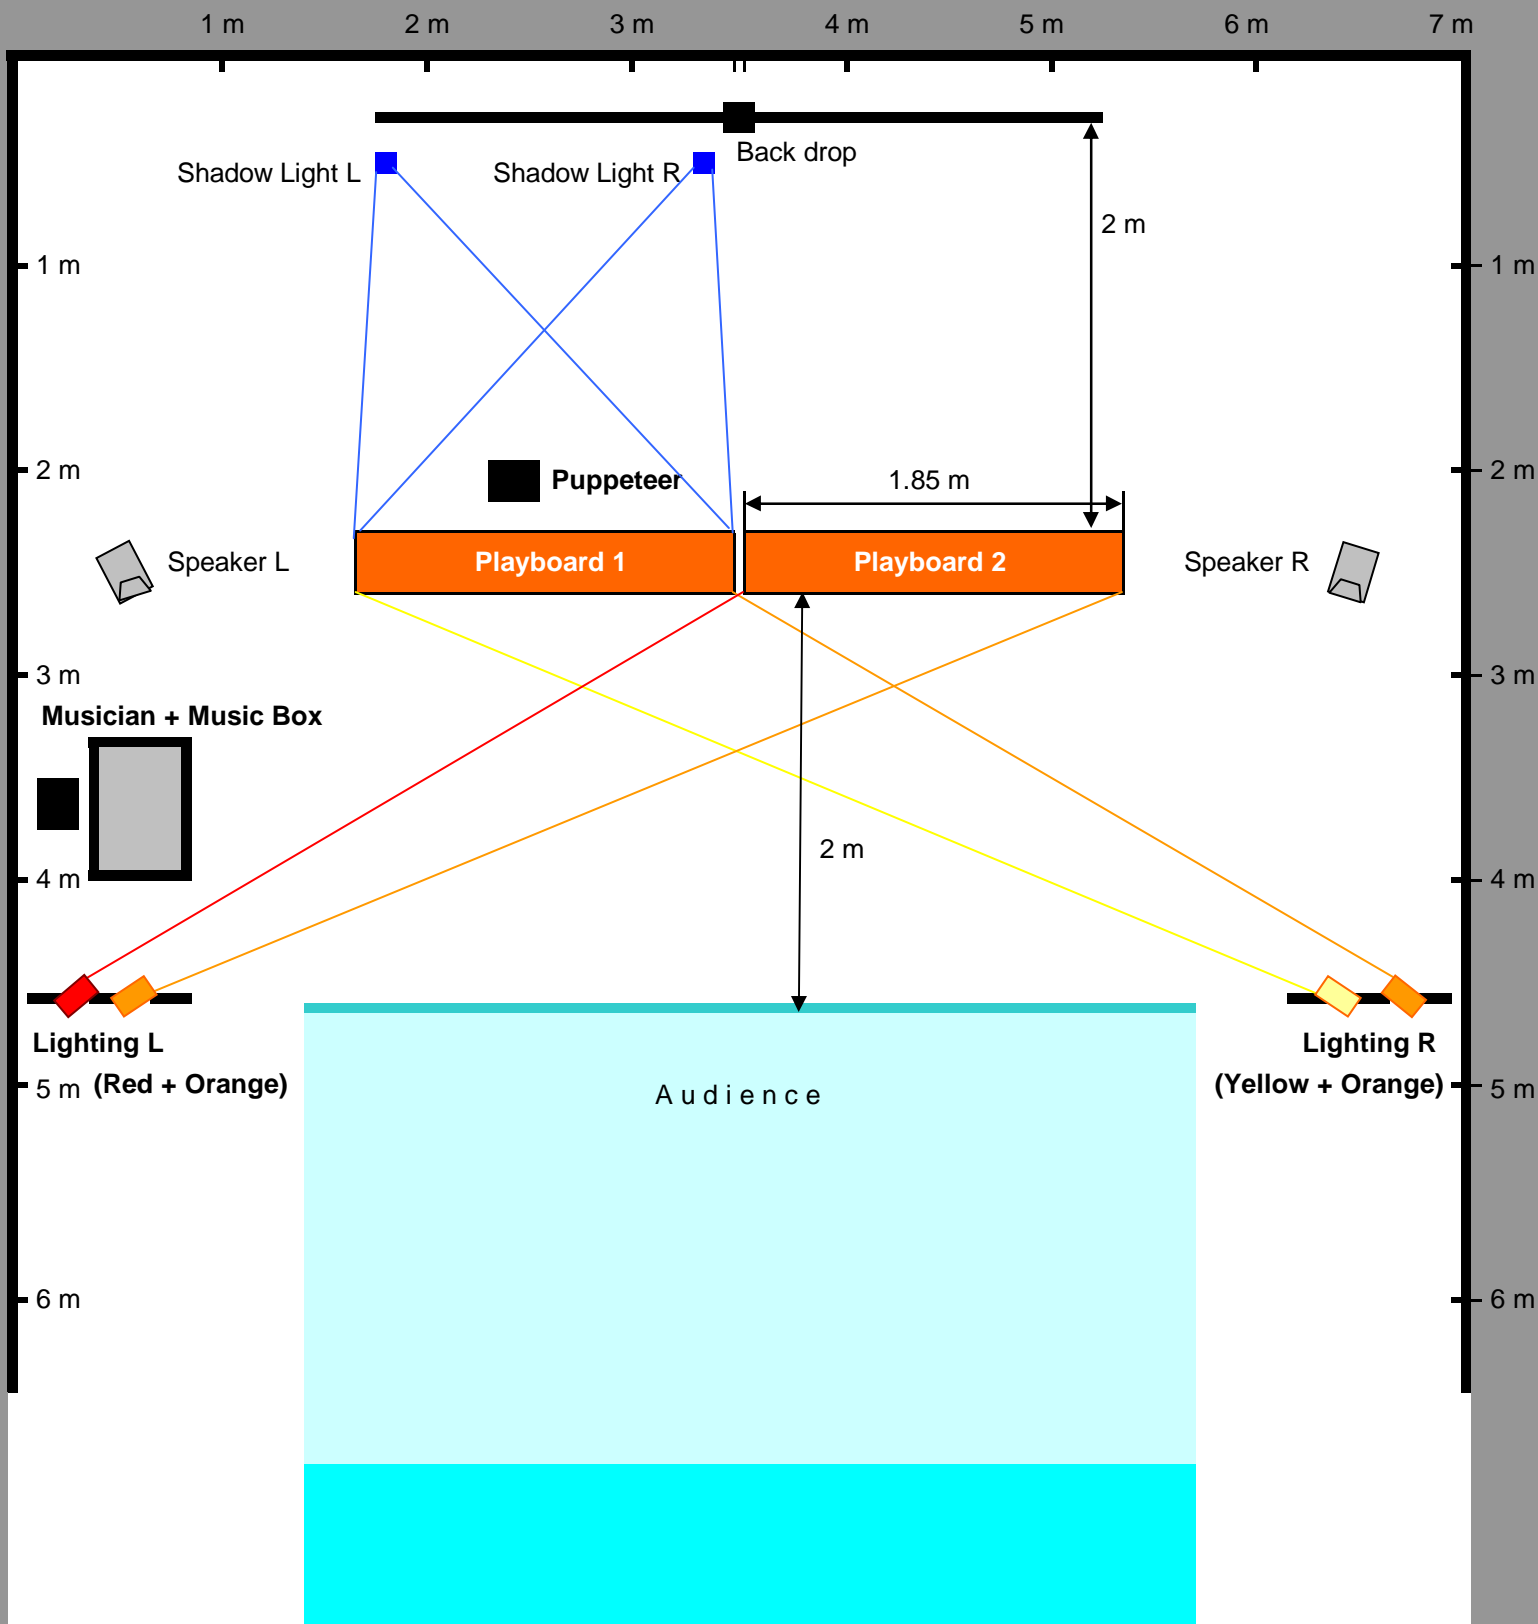 1 m 2 m 3 m 4 m 5 m 6 m 7 m
Back drop
Shadow Light L Shadow Light R
2 m
1 m 1 m
2 m Puppeteer 1.85 m 2 m
Speaker L Playboard 1 Playboard 2 Speaker R
3 m 3 m
Musician + Music Box
2 m
4 m 4 m
Lighting L Lighting R
5 m (Red + Orange) (Yellow + Orange) 5 m
Audience
6 m 6 m